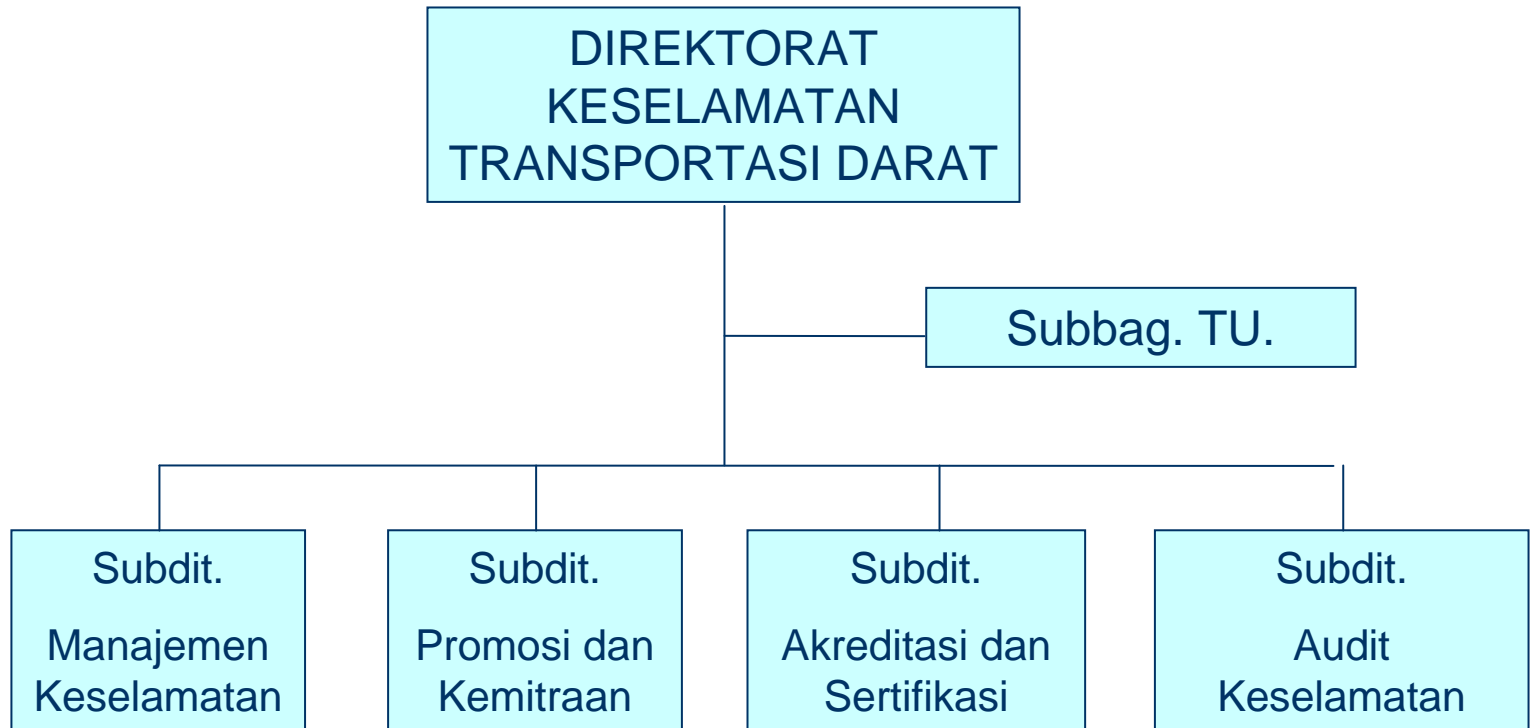 DIREKTORAT
KESELAMATAN
TRANSPORTASI DARAT
Subbag. TU.
Subdit.
Manajemen
Keselamatan
Subdit.
Promosi dan
Kemitraan
Subdit.
Akreditasi dan
Sertifikasi
Subdit.
Audit
Keselamatan